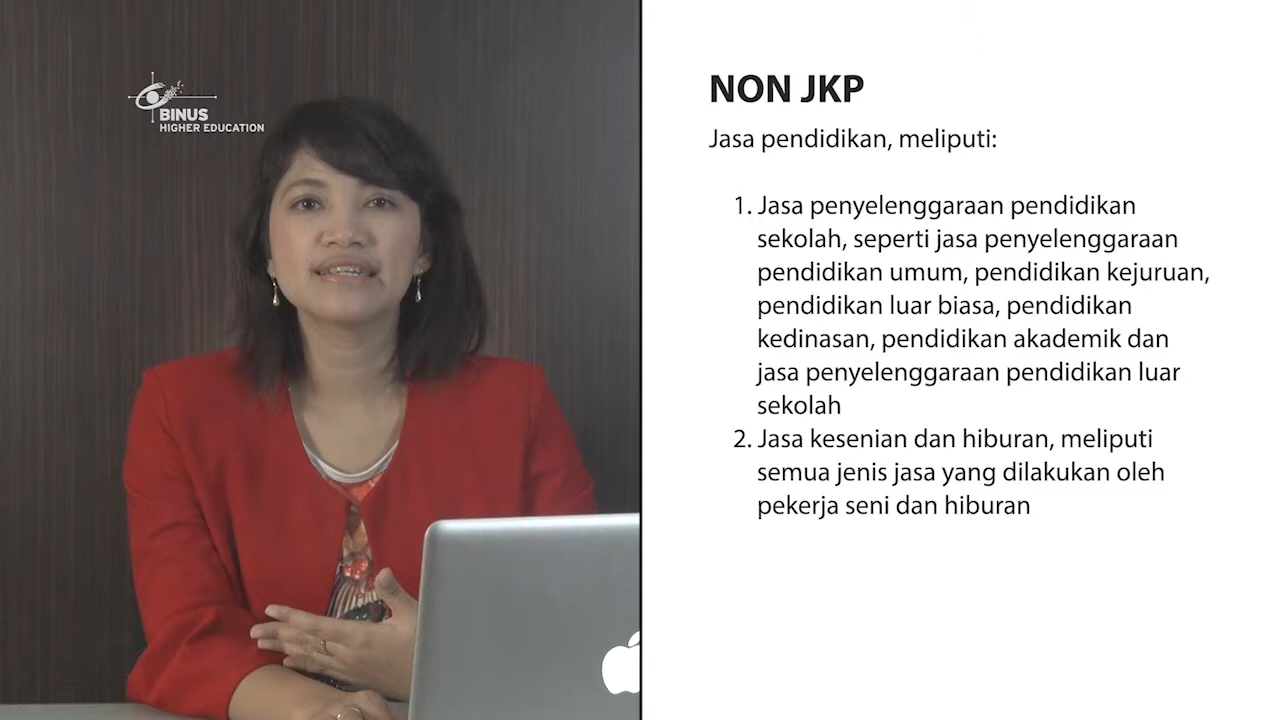 BINUS
HIGHER EDUCATION
NON JKP
Jasa pendidikan, meliputi:
1. Jasa penyelenggaraan pendidikan
sekolah, seperti jasa penyelenggaraan
pendidikan umum, pendidikan kejuruan,
pendidikan luar biasa, pendidikan
kedinasan, pendidikan akademik dan
jasa penyelenggaraan pendidikan luar
sekolah
2. Jasa kesenian dan hiburan, meliputi
semua jenis jasa yang dilakukan oleh
pekerja seni dan hiburan